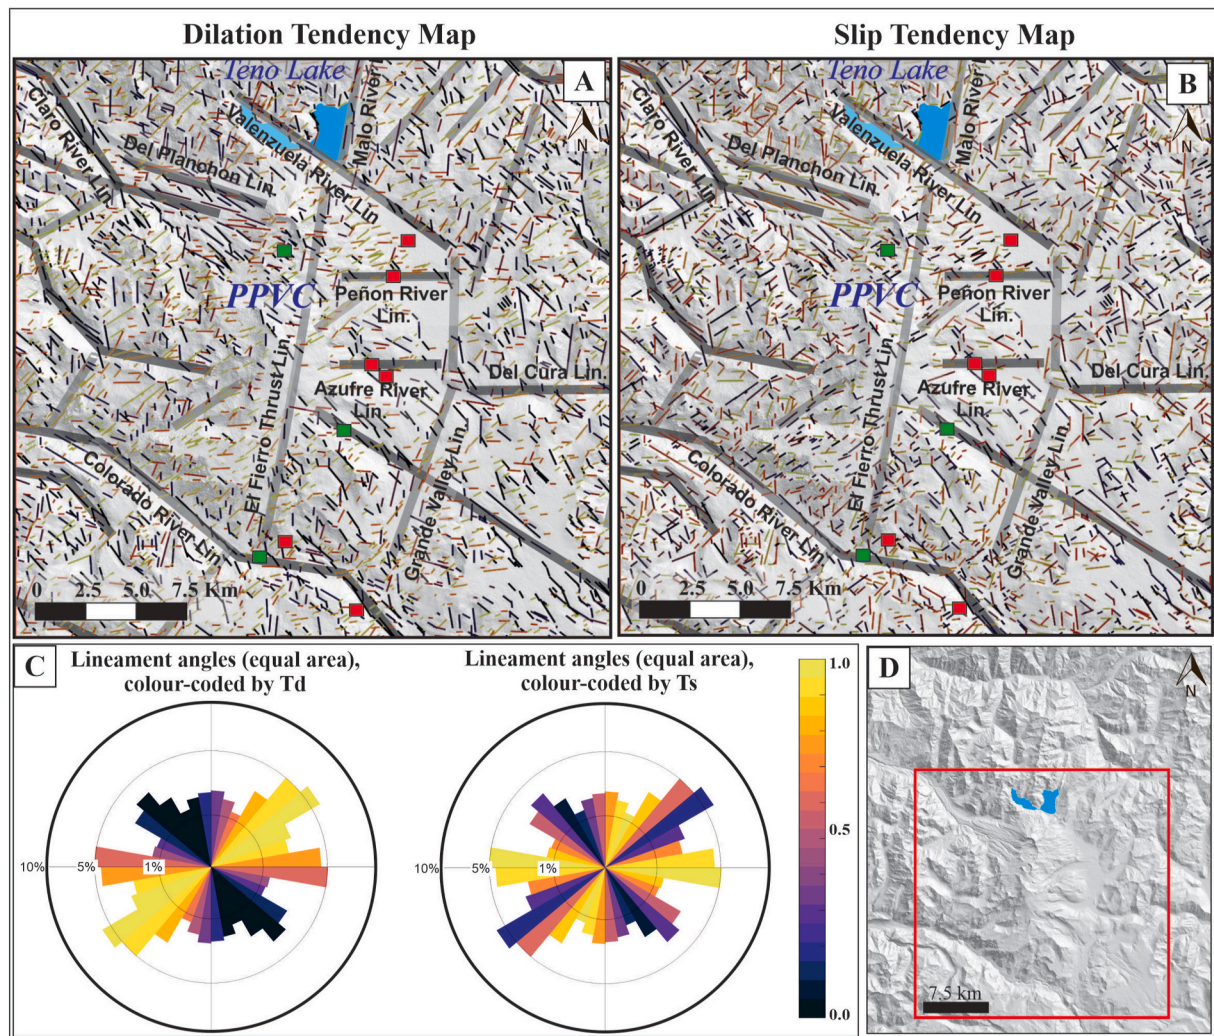 Dilation Tendency Map
Slip Tendency Map
A
Teno Lake
Malo River
Claro River Lin.
Valenzuela River Lin
Del Planchon Lin.
N
PPVC
Peñon River
Lin.
El Fierro Thrust Lin.
Del Cura Lin.
Azufre River
Lin.
Colorado River Lin
Grande Valley Lin.
0 2.5 5.0 7.5 Km
B
Teno Lake
Malo River
Claro River Lin.
Valenzuela River Lin
Del Planchon Lin.
N
PPVC
Peñon River
Lin.
El Fierro Thrust Lin.
Del Cura Lin.
Azufre River
Lin.
Colorado River Lin
Grande Valley Lin.
0 2.5 5.0 7.5 Km
C
Lineament angles (equal area),
colour-coded by Td
10% 5% 1%
Lineament angles (equal area),
colour-coded by Ts
10% 5% 1%
1.0
0.5
0.0
D
N
7.5 km